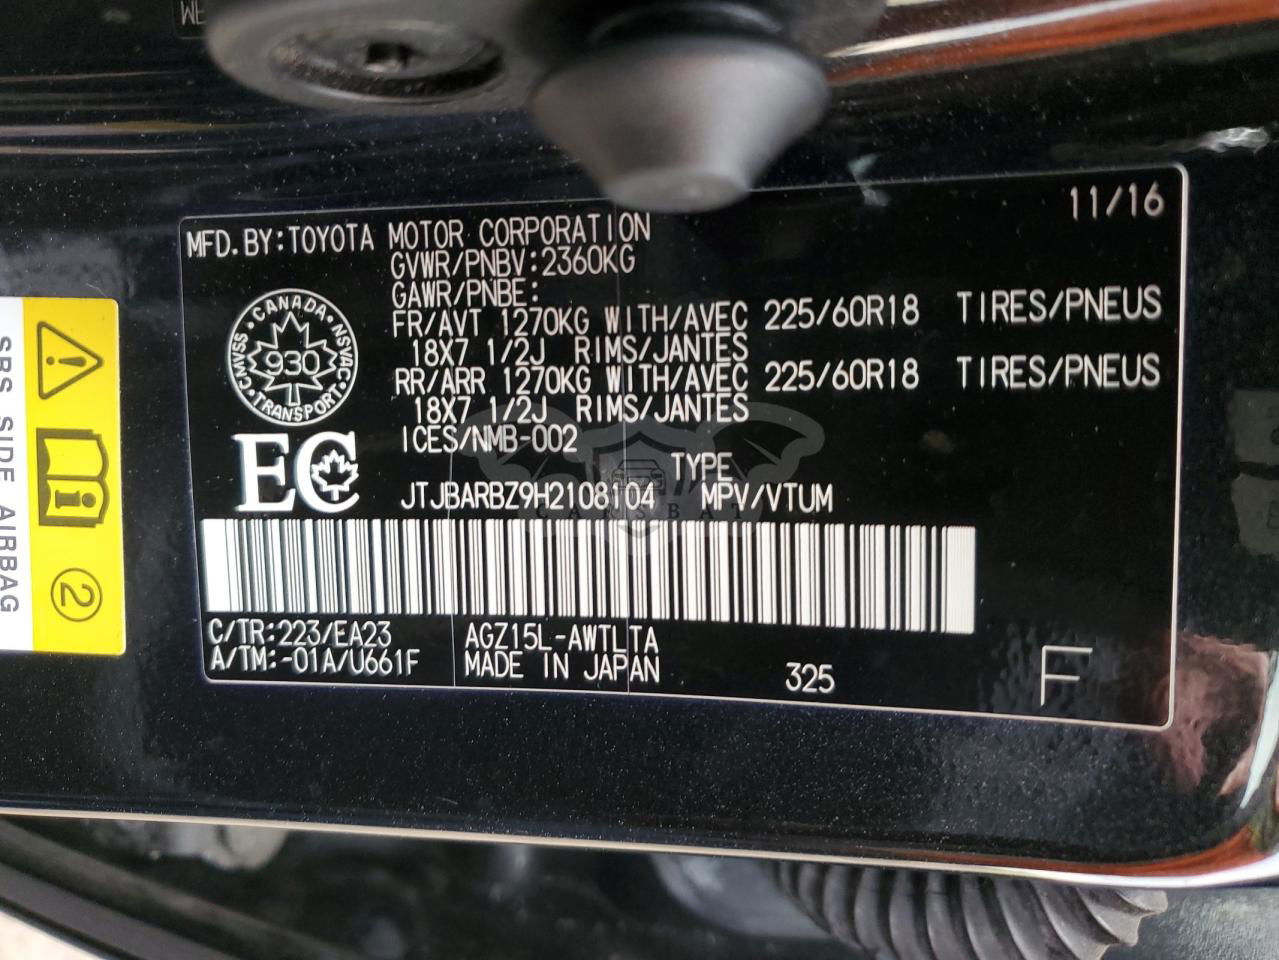 11/16
MFD.BY:TOYOTA MOTOR CORPORATION
GVWR/PNBV:2360KG
GAWR/PNBE:
FR/AVT 1270KG WITH/AVEC 225/60R18 TIRES/PNEUS
18X7 1/2J RIMS/JANTES
RR/ARR 1270KG WITH/AVEC 225/60R18 TIRES/PNEUS
18X7 1/2J RIMS/JANTES
ICES/NMB-002
CANADA
CMVSS · NSVAC
930
TRANSPORT
EC
TYPE
JTJBARBZ9H2108104 MPV/VTUM
CARISBAT
C/TR:223/EA23 AGZ15L-AWTLTA
A/TM:-01A/U661F MADE IN JAPAN 325
F
SRS SIDE AIRBAG
2